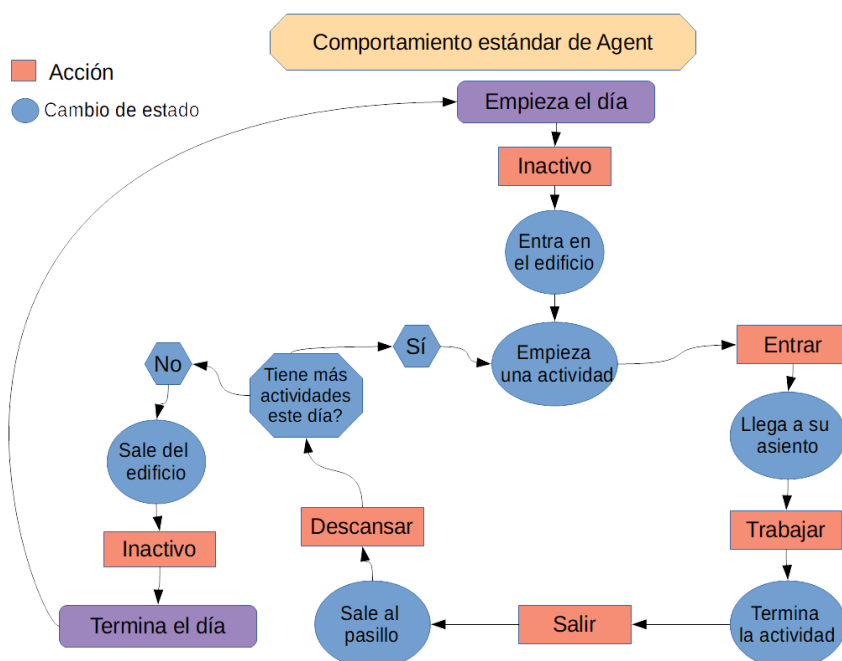 Comportamiento estándar de Agent
Acción
Cambio de estado
Empieza el día
Inactivo
Entra en
el edificio
Empieza
una actividad
Entrar
Llega a su
asiento
Trabajar
Termina
la actividad
Salir
Sale al
pasillo
Descansar
Tiene más
actividades
este día?
Sí
No
Sale del
edificio
Inactivo
Termina el día